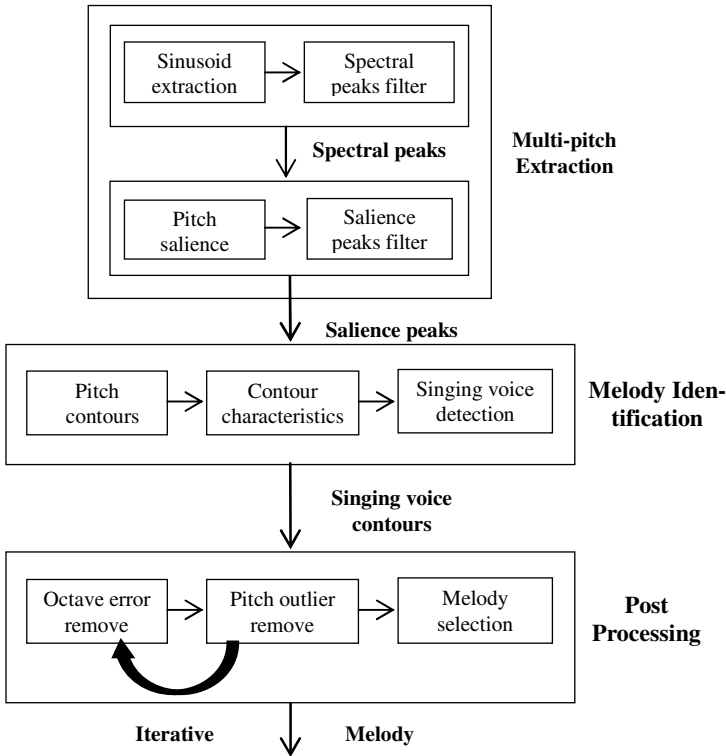 Sinusoid
extraction
Spectral
peaks filter
Spectral peaks
Multi-pitch
Extraction
Pitch
salience
Salience
peaks filter
Salience peaks
Pitch
contours
Contour
characteristics
Singing voice
detection
Melody Iden-
tification
Singing voice
contours
Octave error
remove
Pitch outlier
remove
Melody
selection
Post
Processing
Iterative
Melody